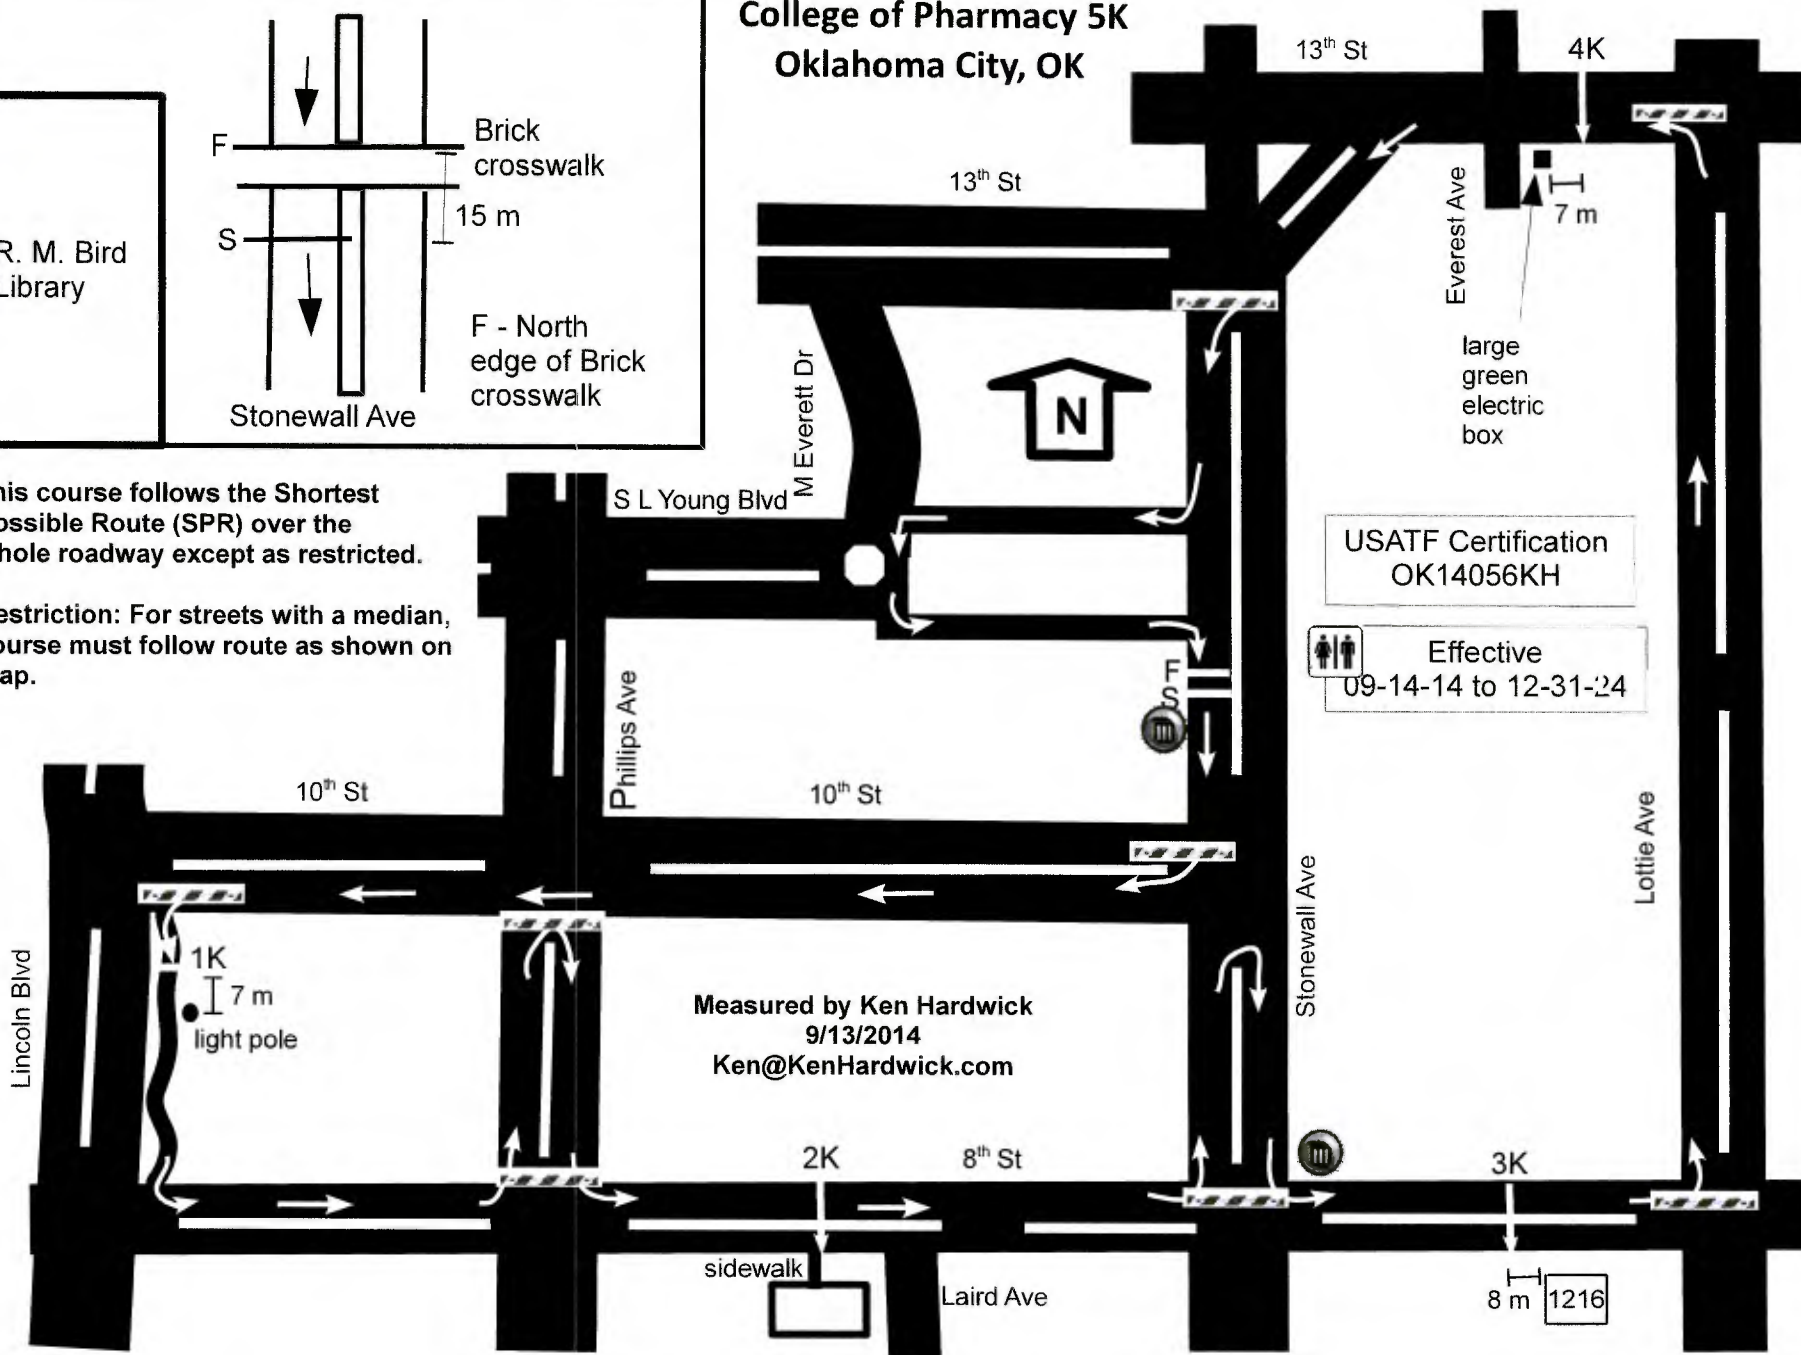 College of Pharmacy 5K
Oklahoma City, OK
F
Brick
crosswalk
15 m
S
R. M. Bird
Library
F - North
edge of Brick
crosswalk
Stonewall Ave
his course follows the Shortest
ossible Route (SPR) over the
hole roadway except as restricted.
estriction: For streets with a median,
ourse must follow route as shown on
ap.
13th St
4K
13th St
Everest Ave
7 m
large
green
electric
box
M Everett Dr
N
S L Young Blvd
USATF Certification
OK14056KH
Effective
09-14-14 to 12-31-24
F
S
Phillips Ave
10th St
10th St
Lottie Ave
Stonewall Ave
Lincoln Blvd
1K
7 m
light pole
Measured by Ken Hardwick
9/13/2014
Ken@KenHardwick.com
2K
8th St
3K
sidewalk
Laird Ave
8 m
1216